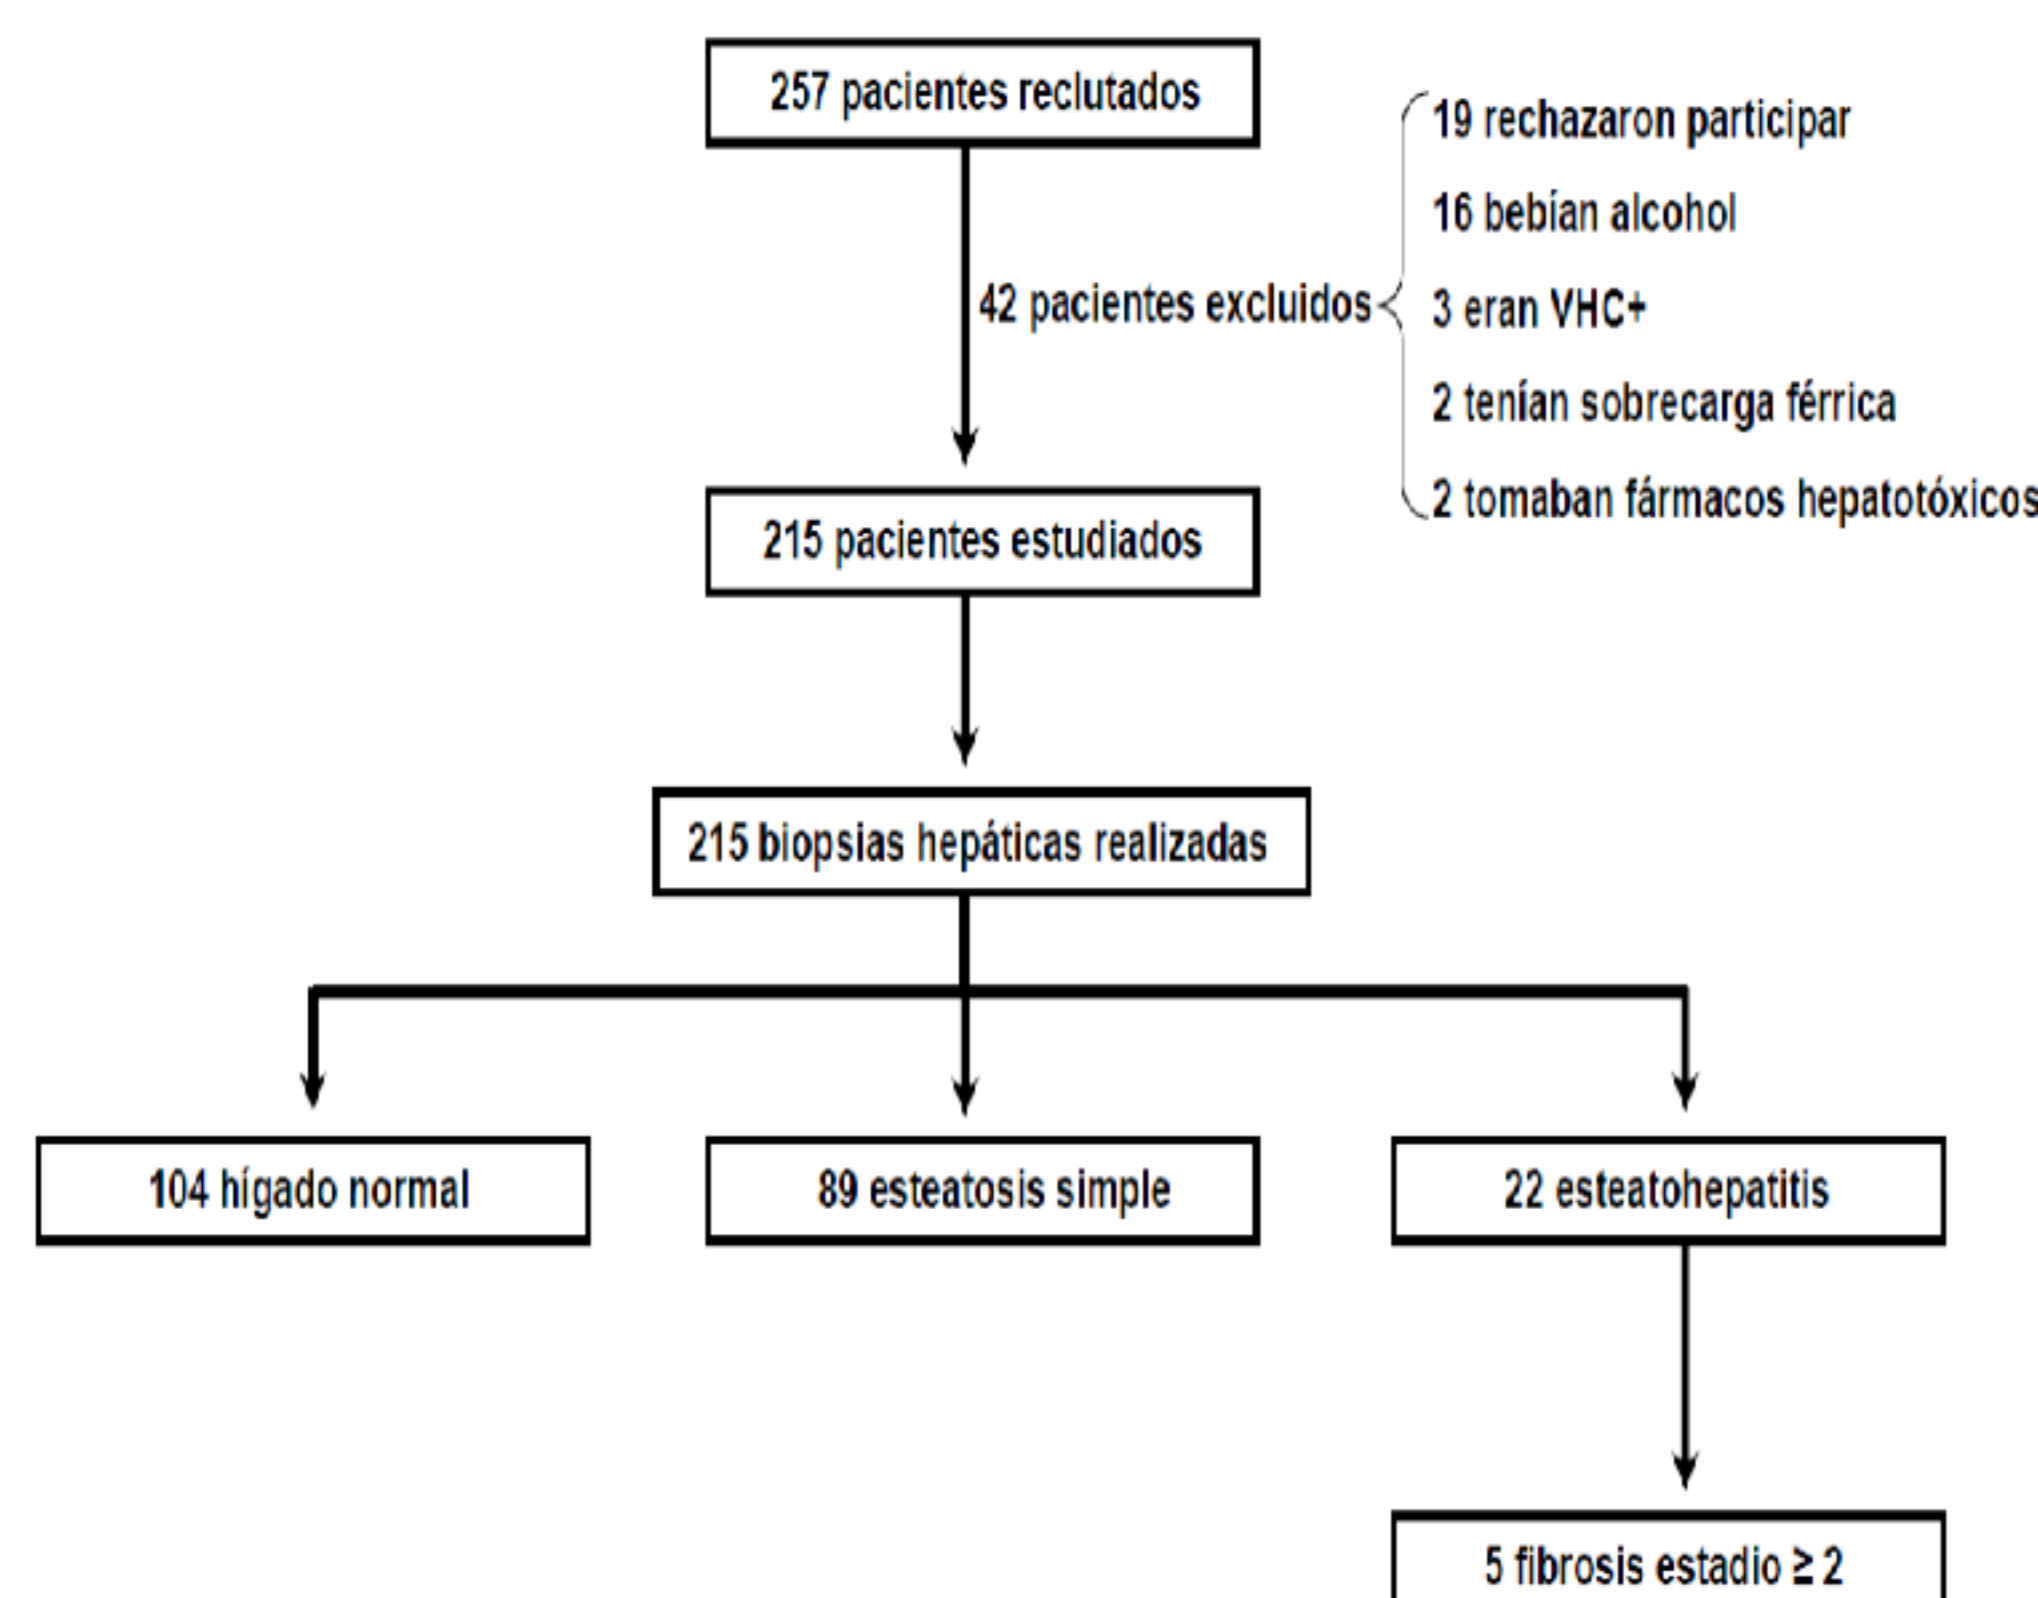 257 pacientes reclutados
19 rechazaron participar
16 bebían alcohol
42 pacientes excluidos
3 eran VHC+
2 tenían sobrecarga férrica
2 tomaban fármacos hepatotóxicos
215 pacientes estudiados
215 biopsias hepáticas realizadas
104 hígado normal
89 esteatosis simple
22 esteatohepatitis
5 fibrosis estadio ≥ 2